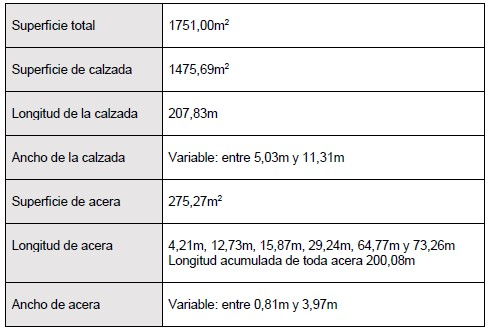 Superficie total 1751,00m²
Superficie de calzada 1475,69m²
Longitud de la calzada 207,83m
Ancho de la calzada Variable: entre 5,03m y 11,31m
Superficie de acera 275,27m²
Longitud de acera 4,21m, 12,73m, 15,87m, 29,24m, 64,77m y 73,26m
Longitud acumulada de toda acera 200,08m
Ancho de acera Variable: entre 0,81m y 3,97m